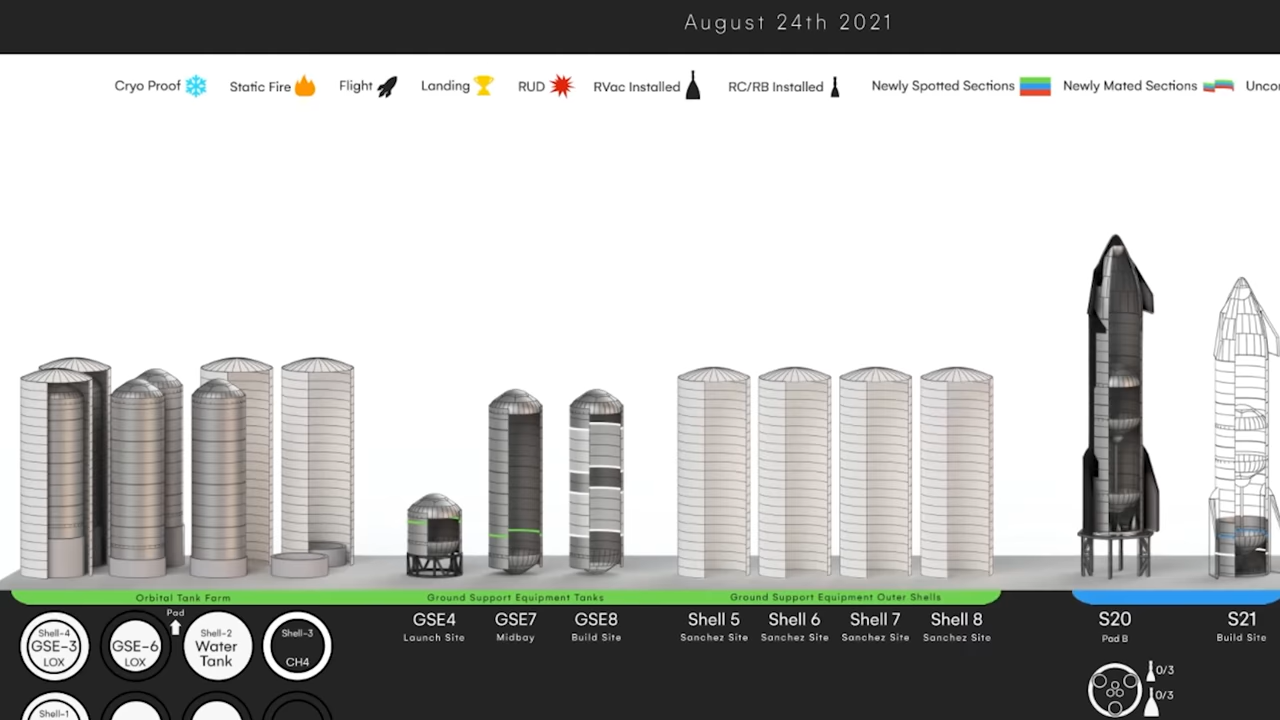 August 24th 2021
Cryo Proof Static Fire Flight Landing RUD RVac Installed RC/RB Installed Newly Spotted Sections Newly Mated Sections Uncon
Orbital Tank Farm Ground Support Equipment Tanks Ground Support Equipment Outer Shells
Pad
GSE4 GSE7 GSE8 Shell 5 Shell 6 Shell 7 Shell 8 S20 S21
Launch Site Midbay Build Site Sanchez Site Sanchez Site Sanchez Site Sanchez Site Pad B Build Site
Shell-4 Shell-2 Shell-3
GSE-3 GSE-6 Water
LOX LOX Tank CH4
0/3
0/3
Shell-1